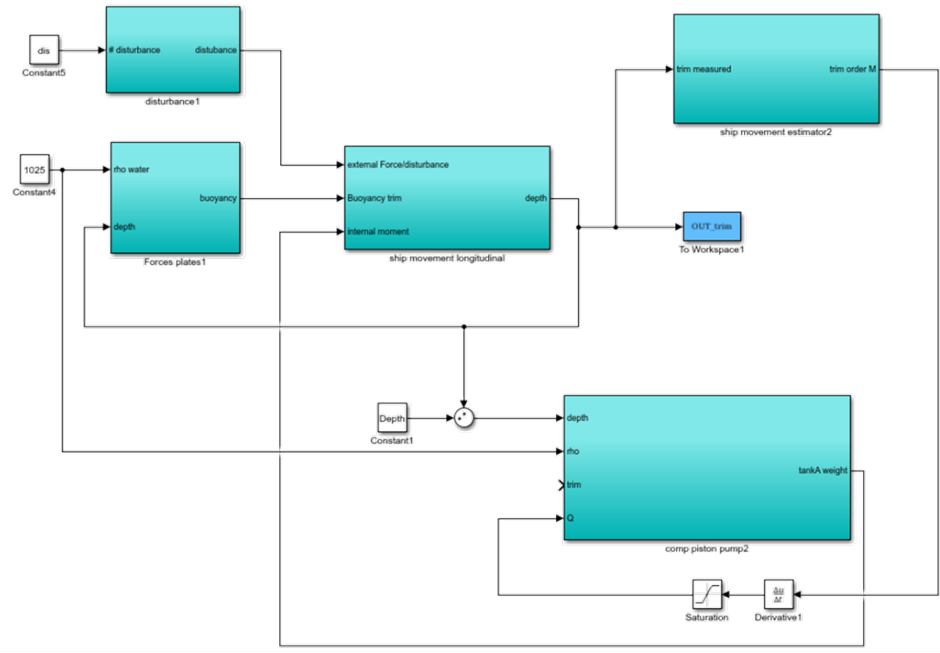 dis
Constant5
# disturbance
distubance
disturbance1
1025
Constant4
rho water
buoyancy
depth
Forces plates1
external Force/disturbance
Buoyancy trim
internal moment
depth
ship movement longitudinal
trim measured
trim order M
ship movement estimator2
OUT_trim
To Workspace1
Depth
Constant1
+
+
depth
rho
trim
Q
tankA weight
comp piston pump2
Saturation
Δu
Δt
Derivative1